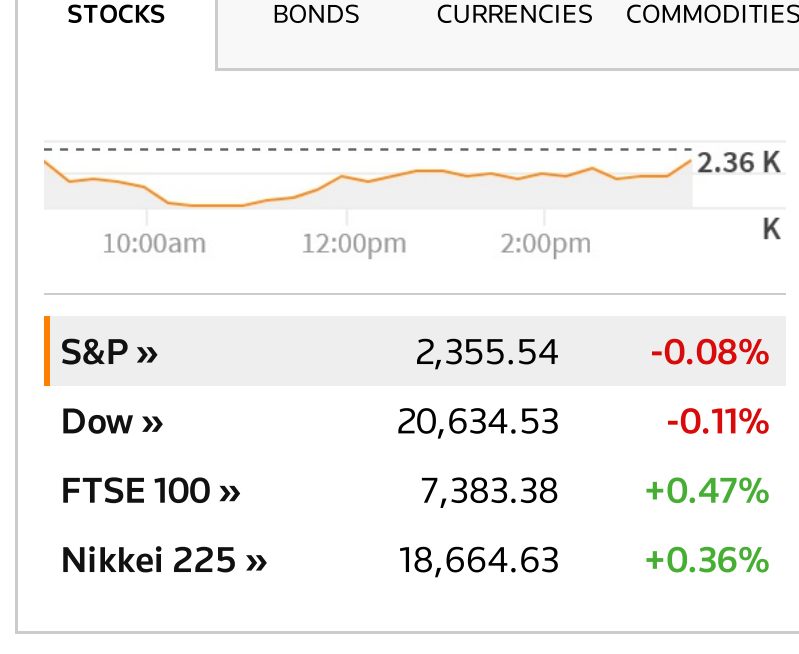 STOCKS BONDS CURRENCIES COMMODITIES
2.36 K
K
10:00am 12:00pm 2:00pm
S&P » 2,355.54 -0.08%
Dow » 20,634.53 -0.11%
FTSE 100 » 7,383.38 +0.47%
Nikkei 225 » 18,664.63 +0.36%